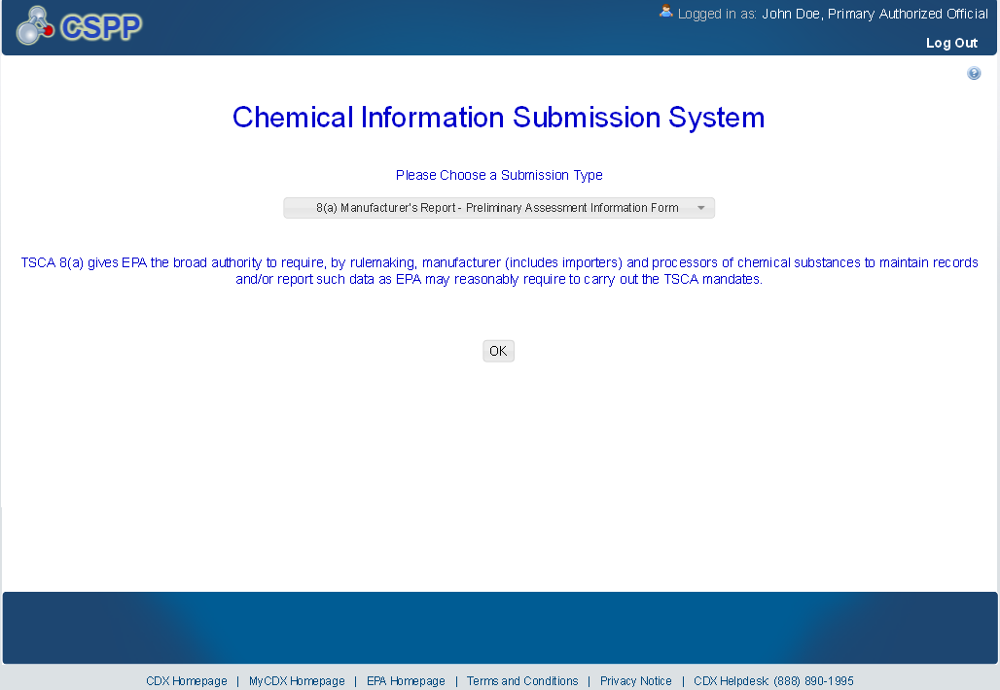 CSPP
Logged in as: John Doe, Primary Authorized Official
Log Out
?
Chemical Information Submission System
Please Choose a Submission Type
8(a) Manufacturer's Report - Preliminary Assessment Information Form
TSCA 8(a) gives EPA the broad authority to require, by rulemaking, manufacturer (includes importers) and processors of chemical substances to maintain records
and/or report such data as EPA may reasonably require to carry out the TSCA mandates.
OK
CDX Homepage | MyCDX Homepage | EPA Homepage | Terms and Conditions | Privacy Notice | CDX Helpdesk: (888) 890-1995